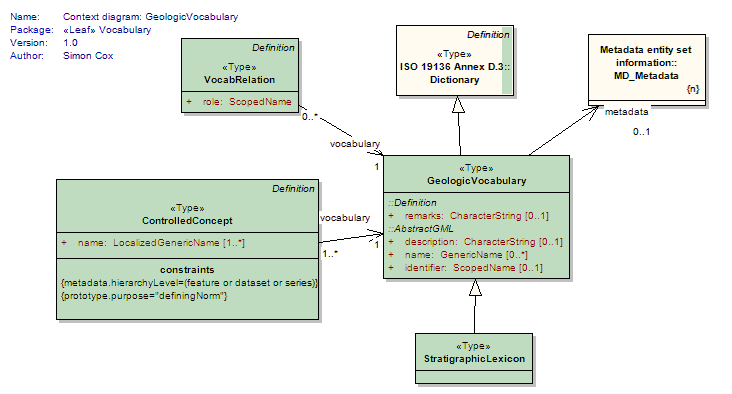 Name: Context diagram: GeologicVocabulary
Package: «Leaf» Vocabulary
Version: 1.0
Author: Simon Cox
Definition
«Type»
VocabRelation
+ role: ScopedName
0..*
vocabulary
1
Definition
«Type»
ISO 19136 Annex D.3::
Dictionary
Metadata entity set
information::
MD_Metadata
{n}
metadata
0..1
Definition
«Type»
ControlledConcept
+ name: LocalizedGenericName [1..*]
constraints
{metadata.hierarchyLevel=(feature or dataset or series)}
{prototype.purpose="definingNorm"}
vocabulary
1..*
1
«Type»
GeologicVocabulary
::Definition
+ remarks: CharacterString [0..1]
::AbstractGML
+ description: CharacterString [0..1]
+ name: GenericName [0..*]
+ identifier: ScopedName [0..1]
«Type»
StratigraphicLexicon